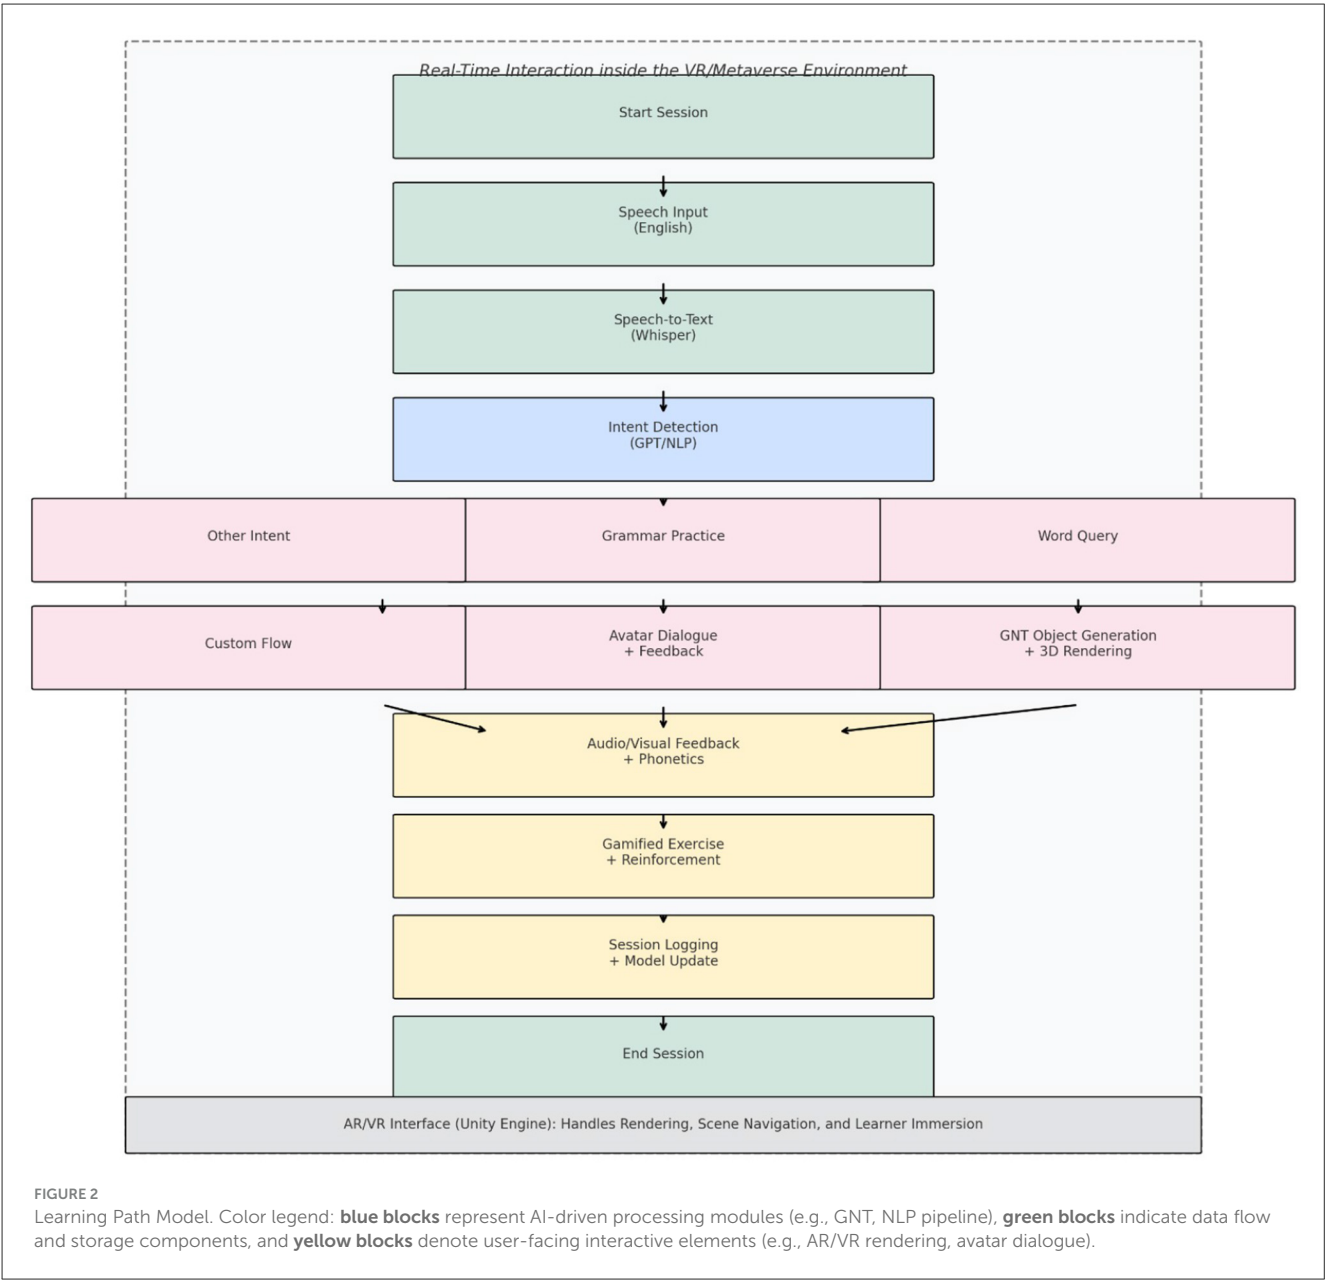 Real-Time Interaction inside the VR/Metaverse Environment
Start Session
Speech Input
(English)
Speech-to-Text
(Whisper)
Intent Detection
(GPT/NLP)
Other Intent
Grammar Practice
Word Query
Custom Flow
Avatar Dialogue
+ Feedback
GNT Object Generation
+ 3D Rendering
Audio/Visual Feedback
+ Phonetics
Gamified Exercise
+ Reinforcement
Session Logging
+ Model Update
End Session
AR/VR Interface (Unity Engine): Handles Rendering, Scene Navigation, and Learner Immersion
FIGURE 2
Learning Path Model. Color legend: blue blocks represent AI-driven processing modules (e.g., GNT, NLP pipeline), green blocks indicate data flow
and storage components, and yellow blocks denote user-facing interactive elements (e.g., AR/VR rendering, avatar dialogue).